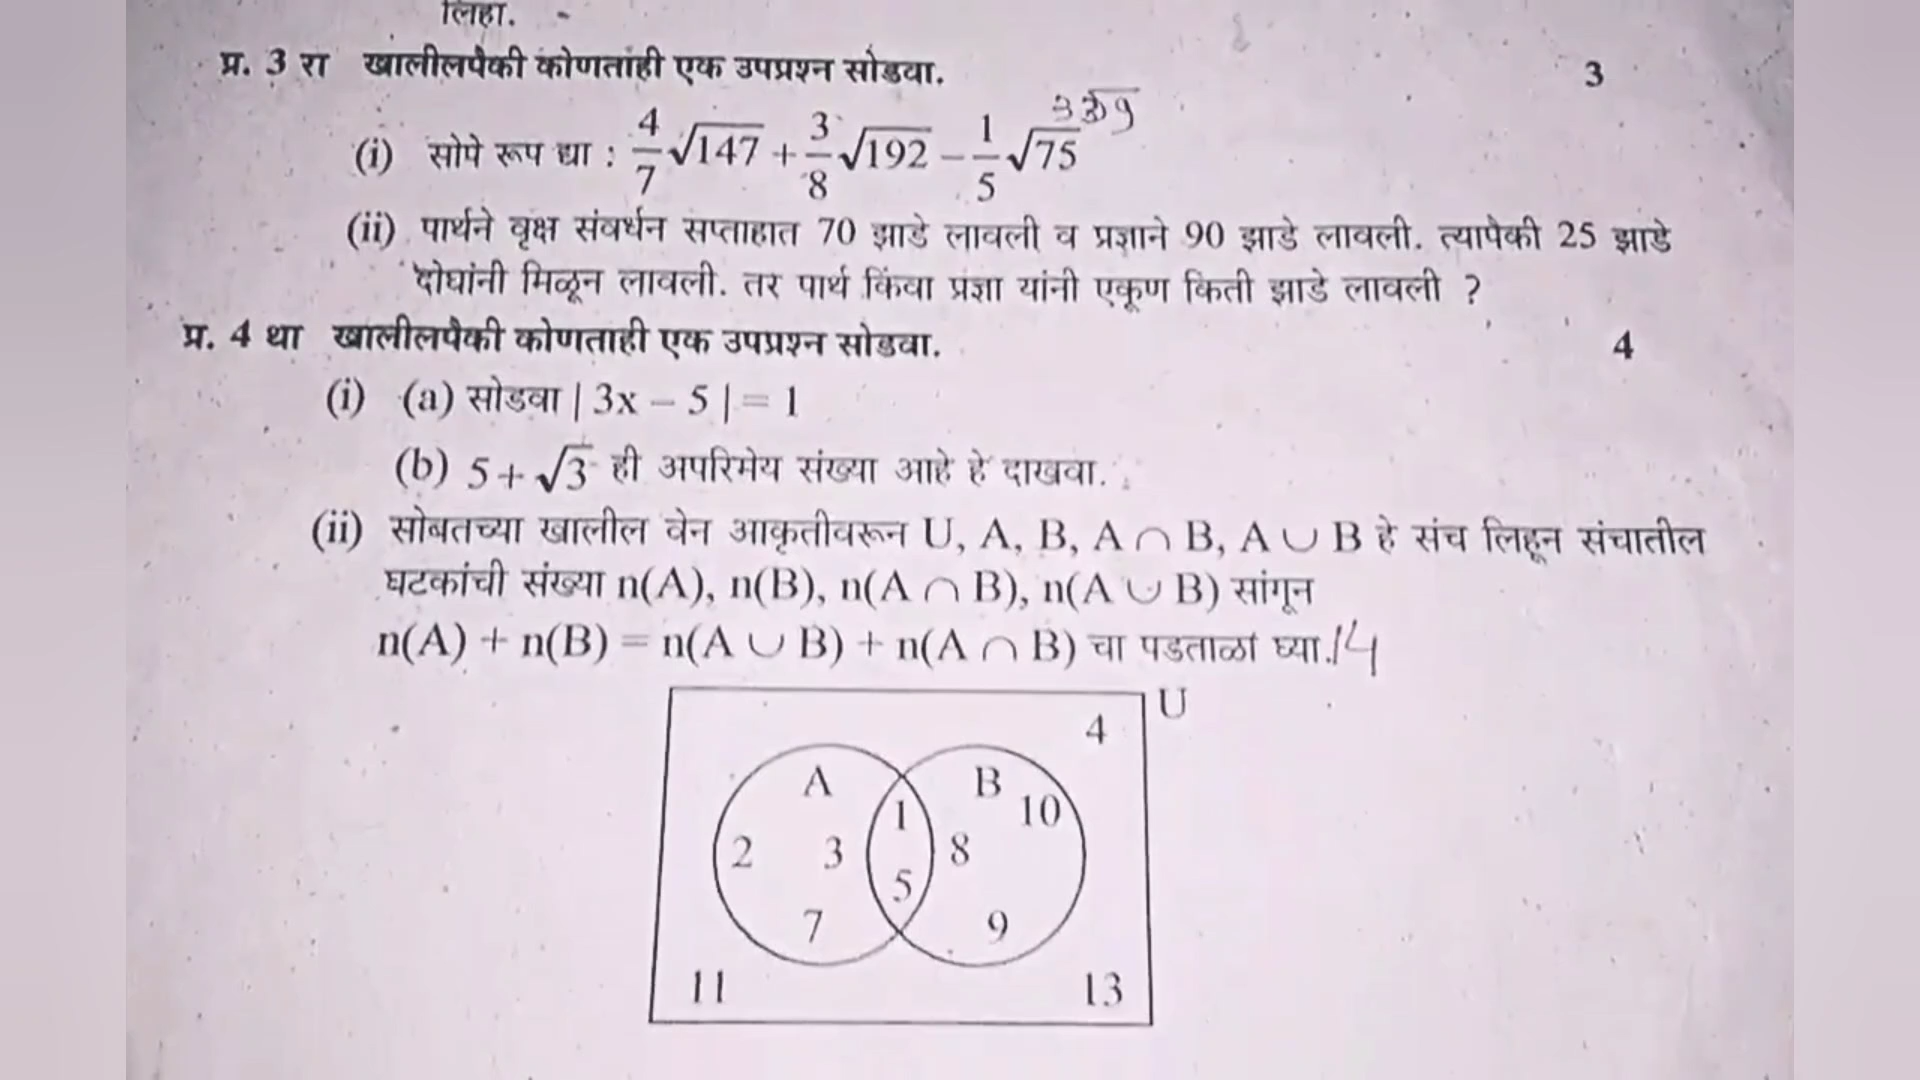 लिहा.
प्र. 3 रा खालीलपैकी कोणतांही एक उपप्रश्न सोडवा. 3
(i) सोपे रूप द्या : 4/7 √147 + 3/8 √192 − 1/5 √75
(ii) पार्थने वृक्ष संवर्धन सप्ताहात 70 झाडे लावली व प्रज्ञाने 90 झाडे लावली. त्यापैकी 25 झाडे
दोघांनी मिळून लावली. तर पार्थ किंवा प्रज्ञा यांनी एकूण किती झाडे लावली ?
प्र. 4 था खालीलपैकी कोणताही एक उपप्रश्न सोडवा. 4
(i) (a) सोडवा | 3x − 5 | = 1
(b) 5 + √3 ही अपरिमेय संख्या आहे हे दाखवा.
(ii) सोबतच्या खालील वेन आकृतीवरून U, A, B, A ∩ B, A ∪ B हे संच लिहून संचातील
घटकांची संख्या n(A), n(B), n(A ∩ B), n(A ∪ B) सांगून
n(A) + n(B) = n(A ∪ B) + n(A ∩ B) चा पडताळा घ्या.
U
4
A B
1 10
2 3 8
5
7 9
11 13